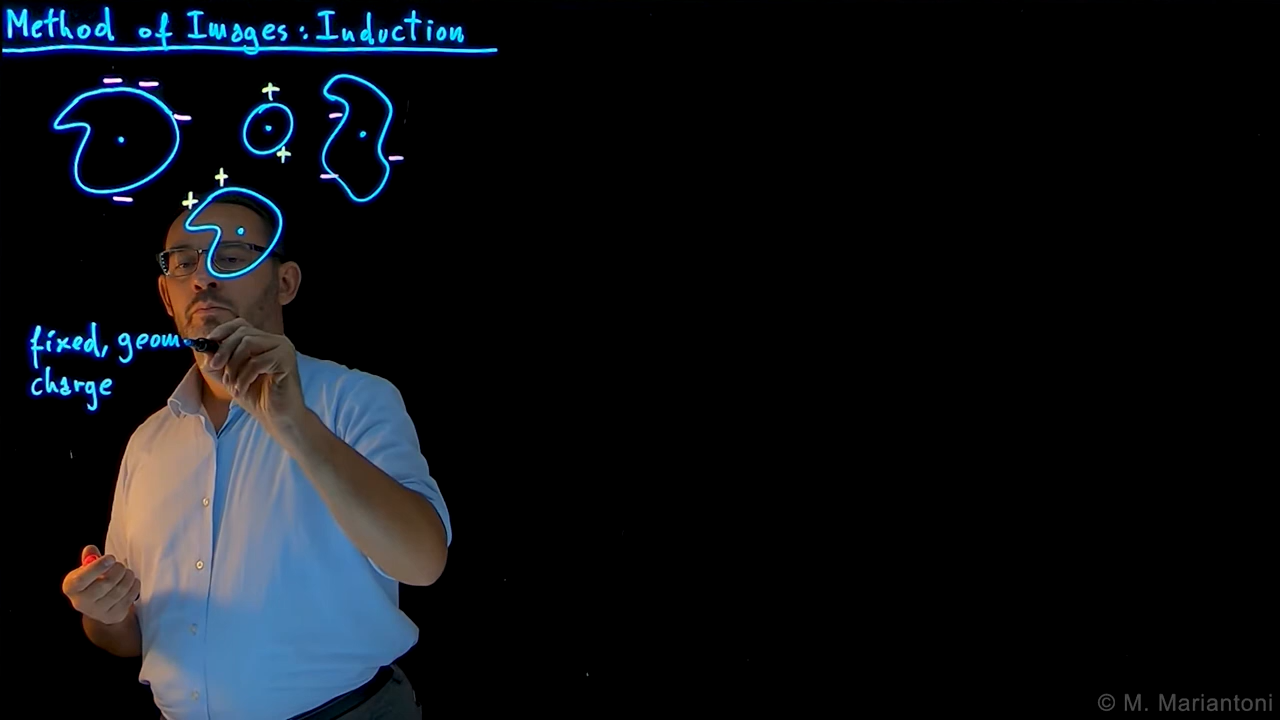 Method of Images: Induction
− − −
+
−
+
− −
−
+
+
fixed, geom
charge
© M. Mariantoni